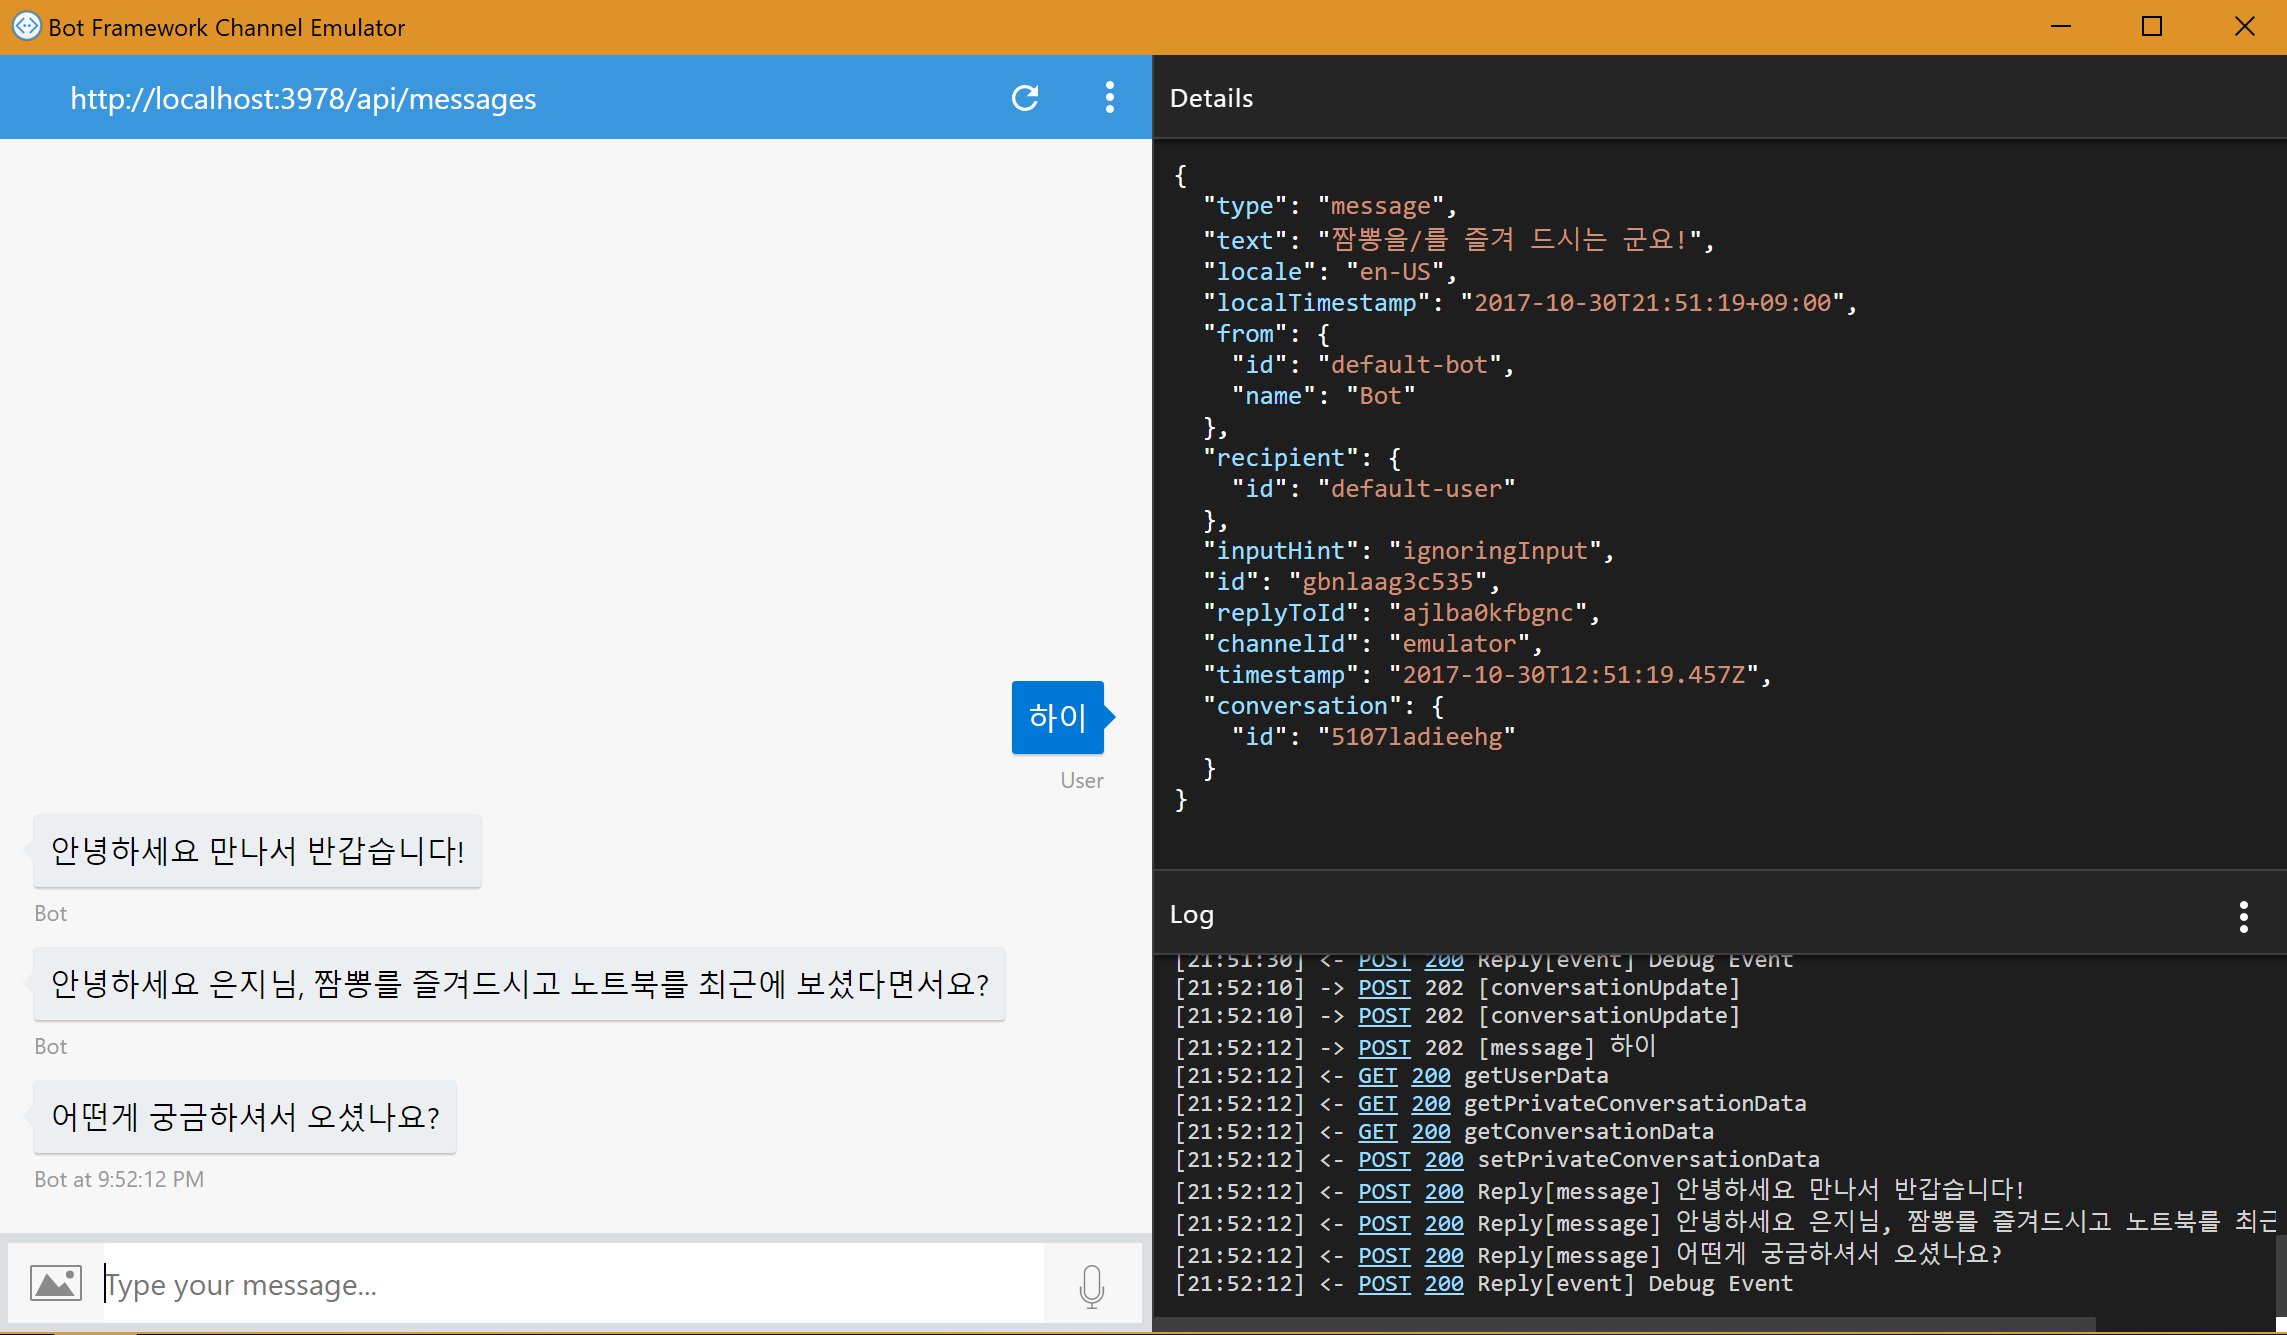 Bot Framework Channel Emulator
http://localhost:3978/api/messages
하이
User
안녕하세요 만나서 반갑습니다!
Bot
안녕하세요 은지님, 짬뽕를 즐겨드시고 노트북를 최근에 보셨다면서요?
Bot
어떤게 궁금하셔서 오셨나요?
Bot at 9:52:12 PM
Type your message...
Details
{
"type": "message",
"text": "짬뽕을/를 즐겨 드시는 군요!",
"locale": "en-US",
"localTimestamp": "2017-10-30T21:51:19+09:00",
"from": {
"id": "default-bot",
"name": "Bot"
},
"recipient": {
"id": "default-user"
},
"inputHint": "ignoringInput",
"id": "gbnlaag3c535",
"replyToId": "ajlba0kfbgnc",
"channelId": "emulator",
"timestamp": "2017-10-30T12:51:19.457Z",
"conversation": {
"id": "5107ladieehg"
}
}
Log
[21:51:30] <- POST 200 Reply[event] Debug Event
[21:52:10] -> POST 202 [conversationUpdate]
[21:52:10] -> POST 202 [conversationUpdate]
[21:52:12] -> POST 202 [message] 하이
[21:52:12] <- GET 200 getUserData
[21:52:12] <- GET 200 getPrivateConversationData
[21:52:12] <- GET 200 getConversationData
[21:52:12] <- POST 200 setPrivateConversationData
[21:52:12] <- POST 200 Reply[message] 안녕하세요 만나서 반갑습니다!
[21:52:12] <- POST 200 Reply[message] 안녕하세요 은지님, 짬뽕를 즐겨드시고 노트북를 최근
[21:52:12] <- POST 200 Reply[message] 어떤게 궁금하셔서 오셨나요?
[21:52:12] <- POST 200 Reply[event] Debug Event